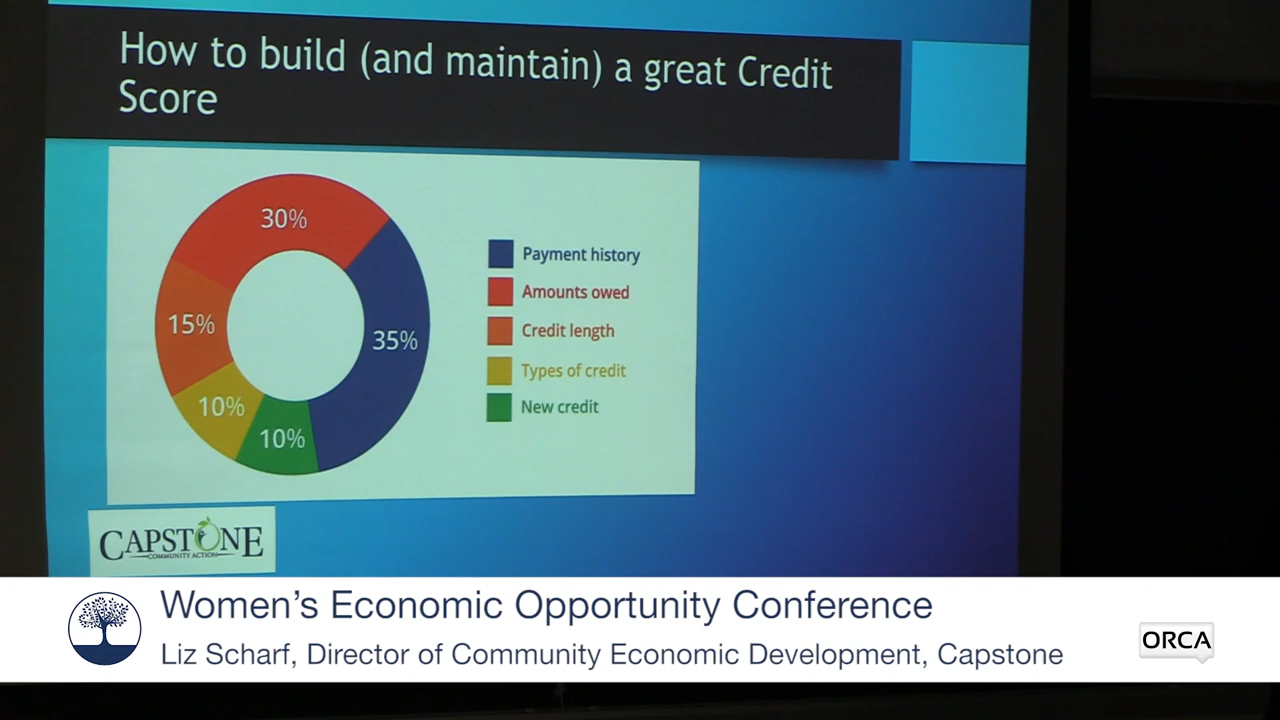 How to build (and maintain) a great Credit
Score
30%
15%
35%
10%
10%
Payment history
Amounts owed
Credit length
Types of credit
New credit
CAPSTONE
COMMUNITY ACTION
Women’s Economic Opportunity Conference
Liz Scharf, Director of Community Economic Development, Capstone
ORCA